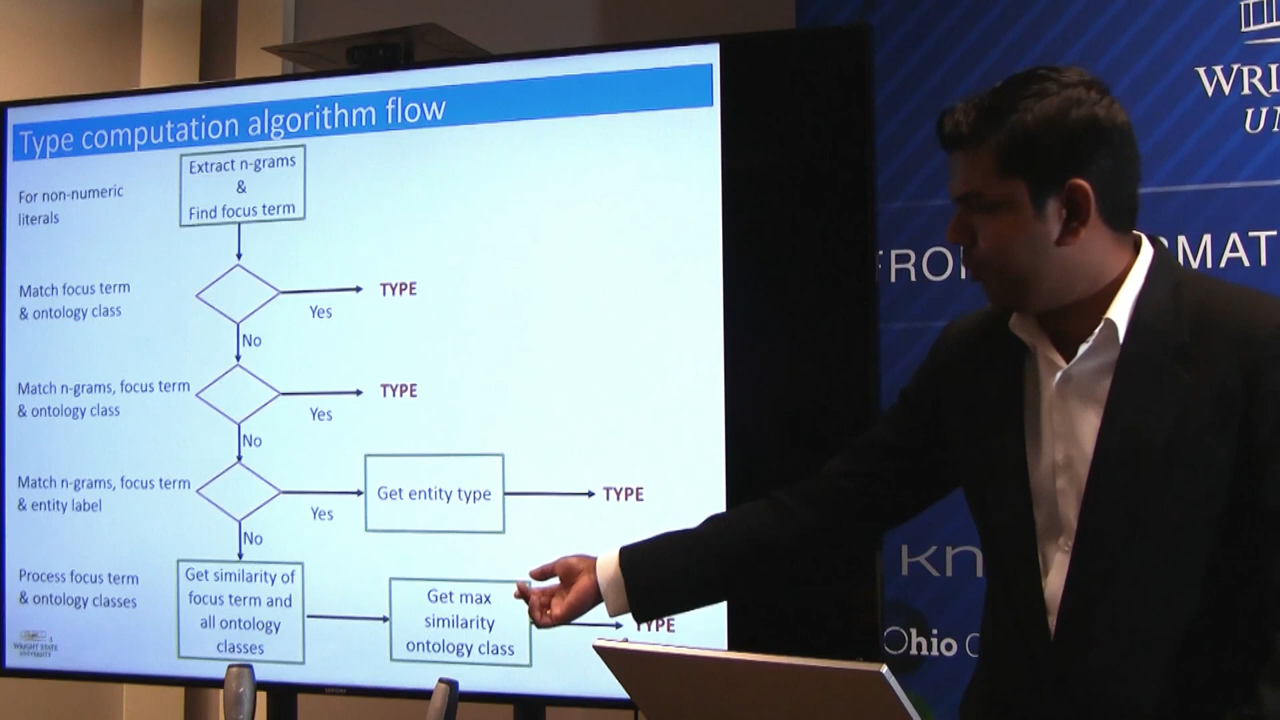 Type computation algorithm flow
For non-numeric
literals
Extract n-grams
&
Find focus term
Match focus term
& ontology class
Yes
TYPE
No
Match n-grams, focus term
& ontology class
Yes
TYPE
No
Match n-grams, focus term
& entity label
Yes
Get entity type
TYPE
No
Process focus term
& ontology classes
Get similarity of
focus term and
all ontology
classes
Get max
similarity
ontology class
TYPE
WRIGHT STATE
UNIVERSITY
WRI
UN
FRO
MAT
Kn
Ohio C